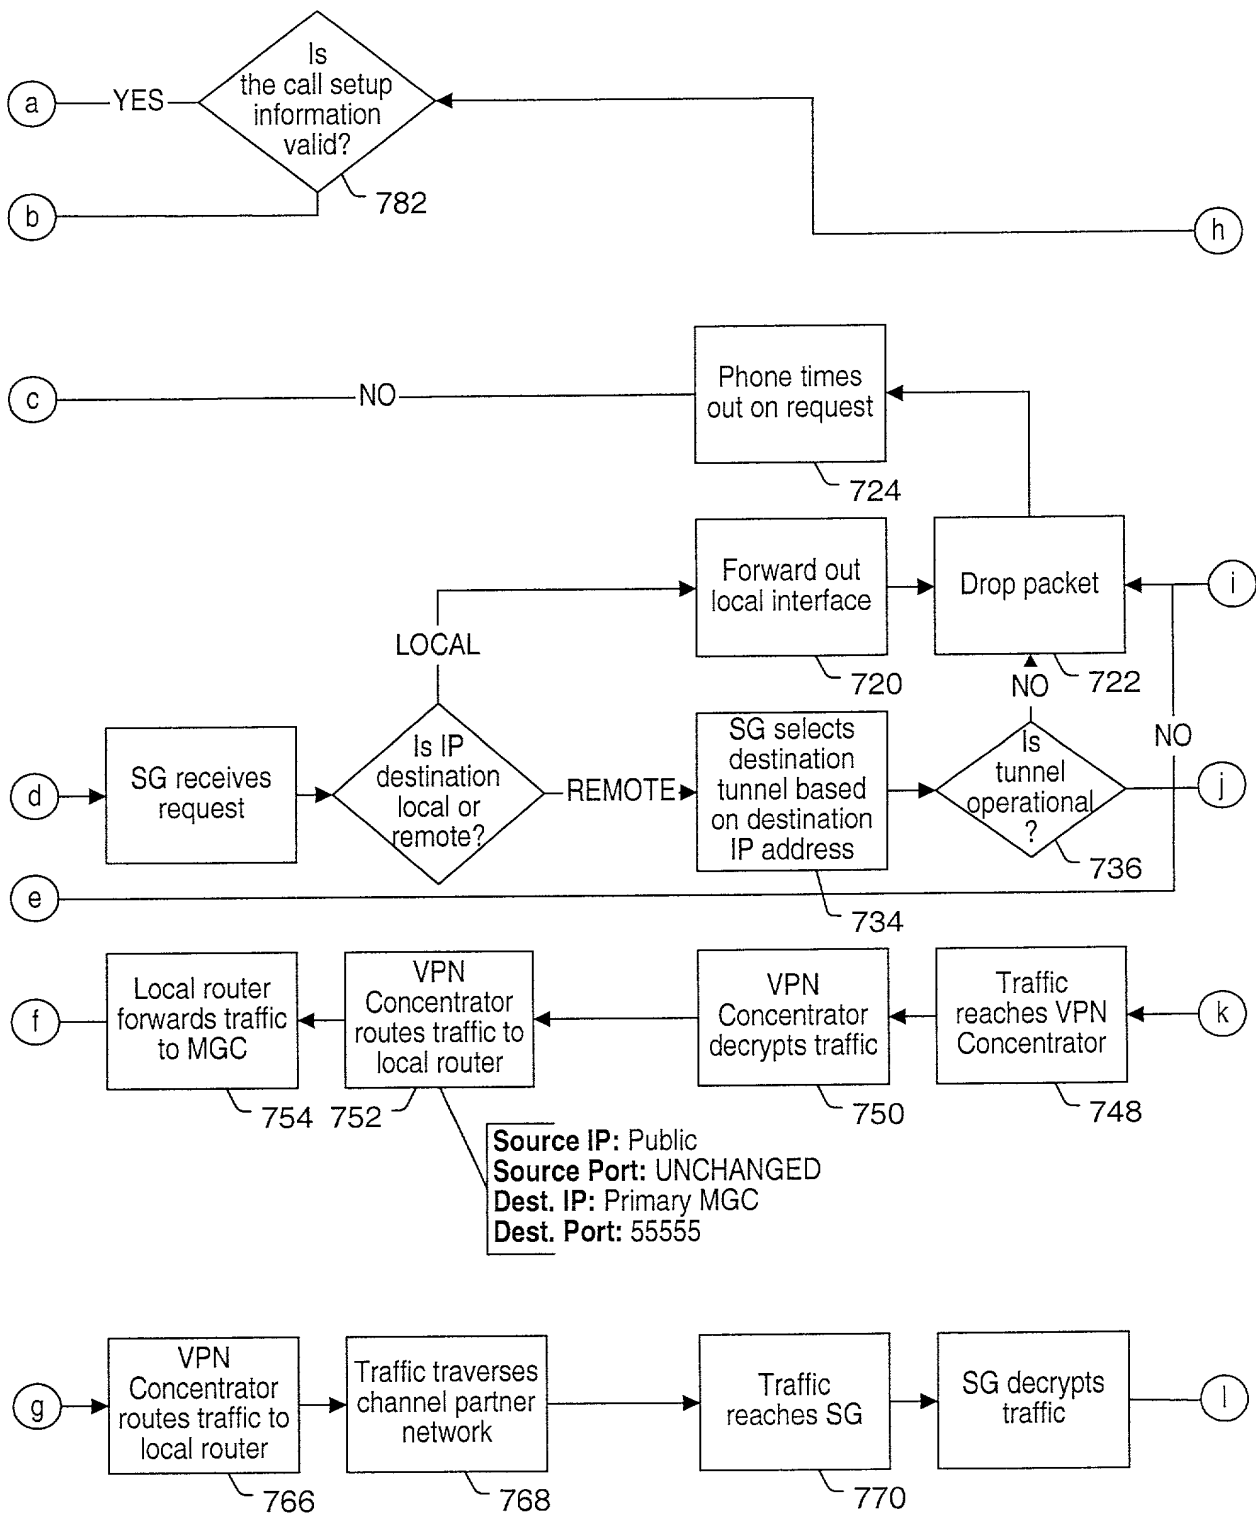 Is
the call setup
information
valid?
a
YES
782
b
h
Phone times
out on request
c
NO
724
Forward out
local interface
Drop packet
i
LOCAL
720
722
NO
NO
SG receives
request
d
Is IP
destination
local or
remote?
REMOTE
SG selects
destination
tunnel based
on destination
IP address
Is
tunnel
operational
?
j
736
e
734
Local router
forwards traffic
to MGC
f
VPN
Concentrator
routes traffic to
local router
VPN
Concentrator
decrypts traffic
Traffic
reaches VPN
Concentrator
k
754
752
750
748
Source IP: Public
Source Port: UNCHANGED
Dest. IP: Primary MGC
Dest. Port: 55555
g
VPN
Concentrator
routes traffic to
local router
Traffic traverses
channel partner
network
Traffic
reaches SG
SG decrypts
traffic
l
766
768
770